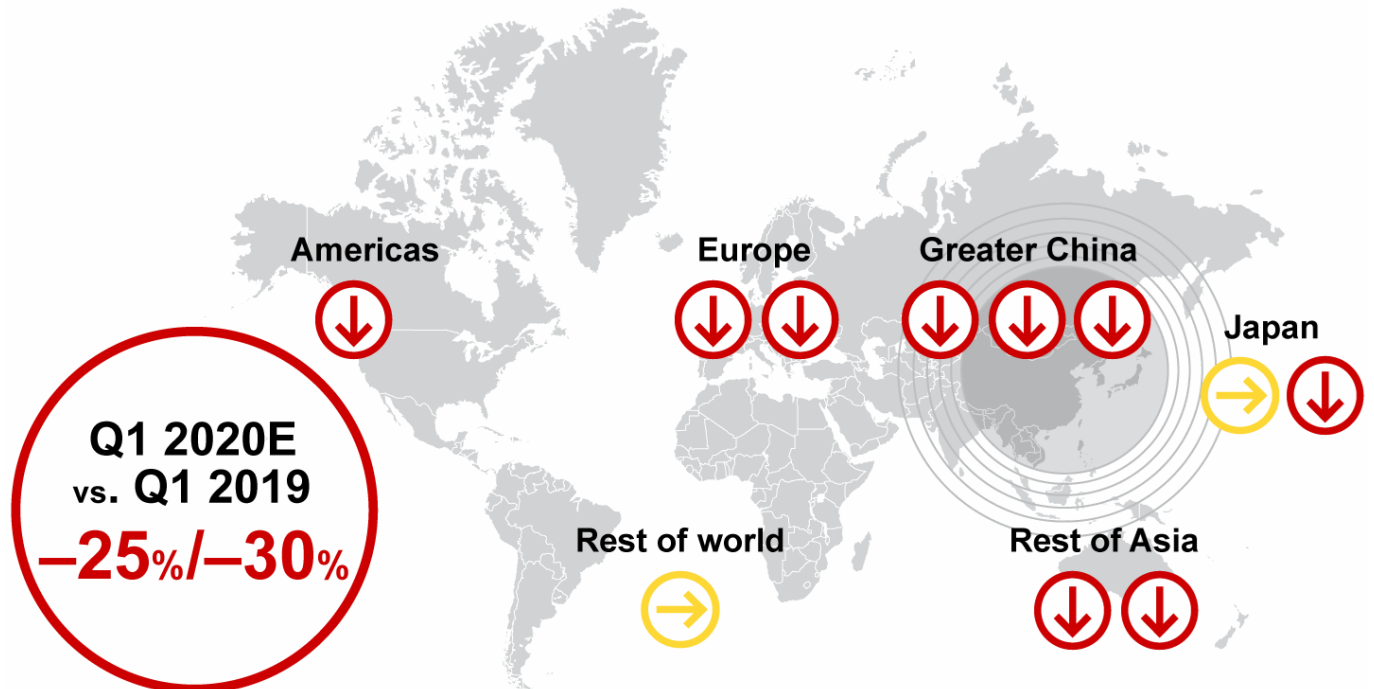 Americas
Europe
Greater China
Japan
Q1 2020E
vs. Q1 2019
–25%/–30%
Rest of world
Rest of Asia